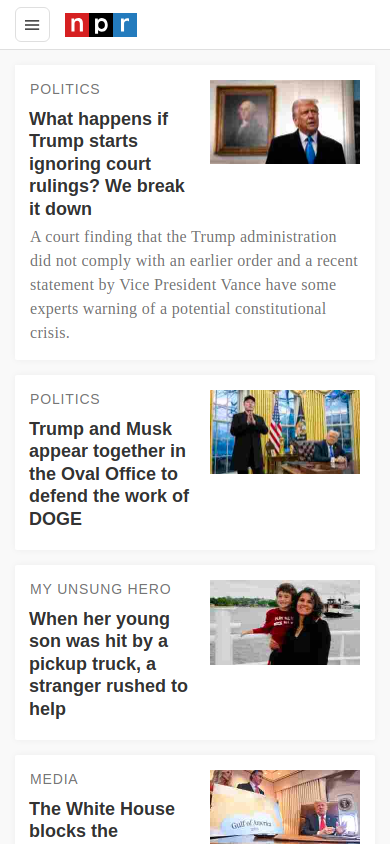 npr
POLITICS
What happens if
Trump starts
ignoring court
rulings? We break
it down
A court finding that the Trump administration
did not comply with an earlier order and a recent
statement by Vice President Vance have some
experts warning of a potential constitutional
crisis.
POLITICS
Trump and Musk
appear together in
the Oval Office to
defend the work of
DOGE
MY UNSUNG HERO
When her young
son was hit by a
pickup truck, a
stranger rushed to
help
MEDIA
The White House
blocks the
Gulf of America